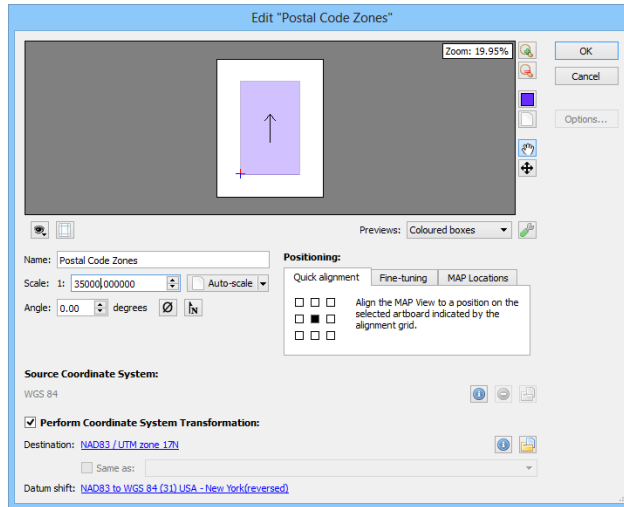 Edit "Postal Code Zones"
Zoom: 19.95%
OK
Cancel
Options...
Previews: Coloured boxes
Name: Postal Code Zones
Scale: 1: 35000.000000 Auto-scale
Angle: 0.00 degrees Ø N
Positioning:
Quick alignment Fine-tuning MAP Locations
Align the MAP View to a position on the
selected artboard indicated by the
alignment grid.
Source Coordinate System:
WGS 84
Perform Coordinate System Transformation:
Destination: NAD83 / UTM zone 17N
Same as:
Datum shift: NAD83 to WGS 84 (31) USA - New York(reversed)